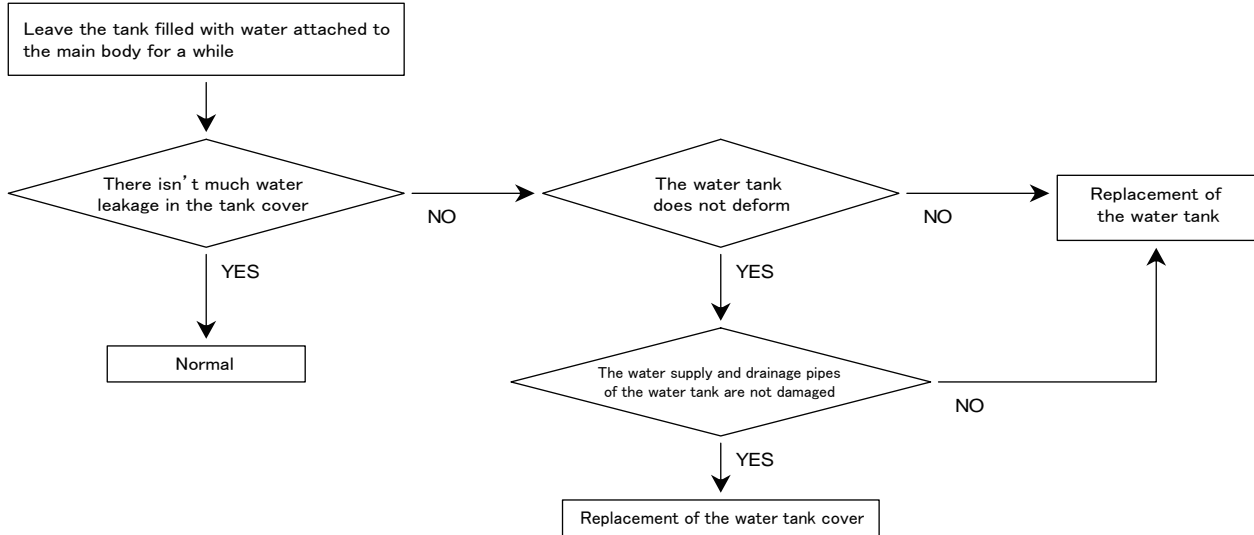 Leave the tank filled with water attached to
the main body for a while
There isn't much water
leakage in the tank cover
NO
The water tank
does not deform
NO
Replacement of
the water tank
YES
YES
Normal
The water supply and drainage pipes
of the water tank are not damaged
NO
YES
Replacement of the water tank cover